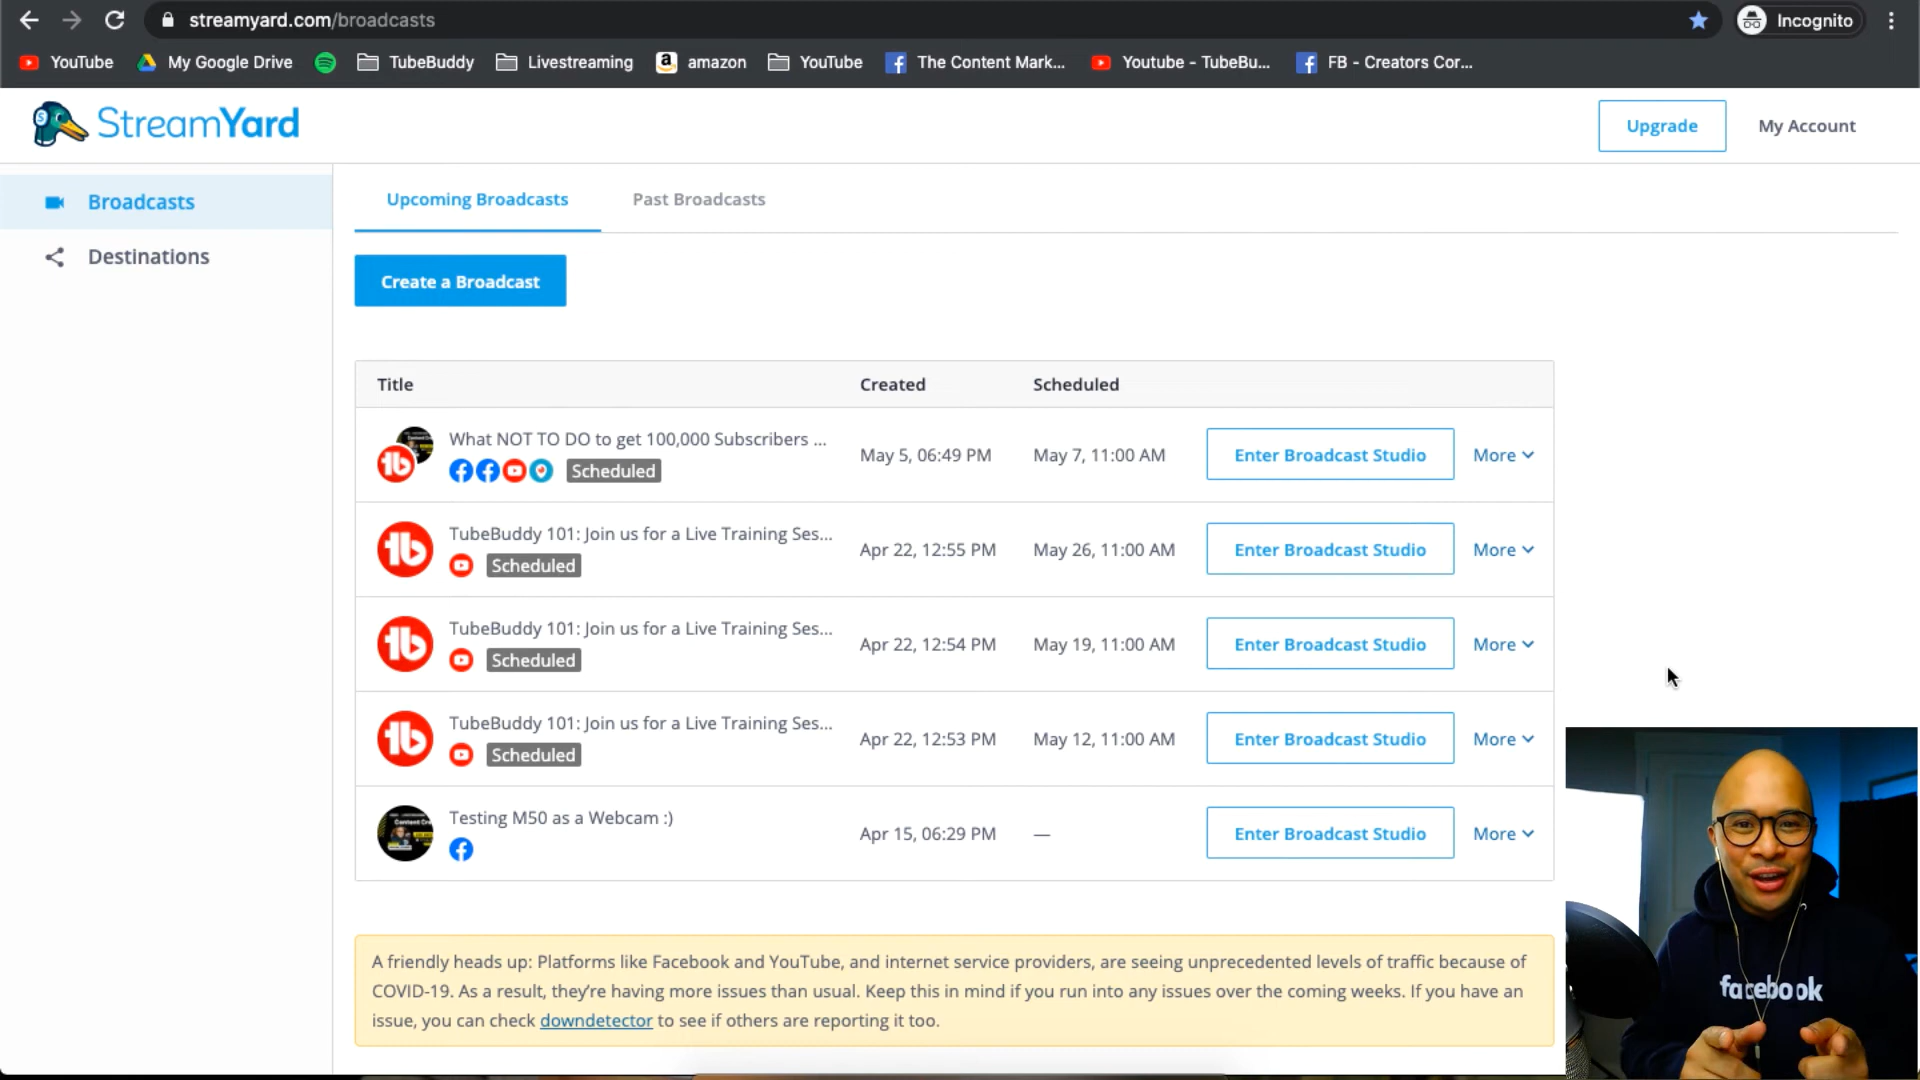 streamyard.com/broadcasts
Incognito
YouTube
My Google Drive
TubeBuddy
Livestreaming
amazon
YouTube
The Content Mark...
Youtube - TubeBu...
FB - Creators Cor...
StreamYard
Upgrade
My Account
Broadcasts
Destinations
Upcoming Broadcasts
Past Broadcasts
Create a Broadcast
Title
Created
Scheduled
What NOT TO DO to get 100,000 Subscribers ...
Scheduled
May 5, 06:49 PM
May 7, 11:00 AM
Enter Broadcast Studio
More
TubeBuddy 101: Join us for a Live Training Ses...
Scheduled
Apr 22, 12:55 PM
May 26, 11:00 AM
Enter Broadcast Studio
More
TubeBuddy 101: Join us for a Live Training Ses...
Scheduled
Apr 22, 12:54 PM
May 19, 11:00 AM
Enter Broadcast Studio
More
TubeBuddy 101: Join us for a Live Training Ses...
Scheduled
Apr 22, 12:53 PM
May 12, 11:00 AM
Enter Broadcast Studio
More
Testing M50 as a Webcam :)
Apr 15, 06:29 PM
—
Enter Broadcast Studio
More
A friendly heads up: Platforms like Facebook and YouTube, and internet service providers, are seeing unprecedented levels of traffic because of
COVID-19. As a result, they're having more issues than usual. Keep this in mind if you run into any issues over the coming weeks. If you have an
issue, you can check downdetector to see if others are reporting it too.
facebook